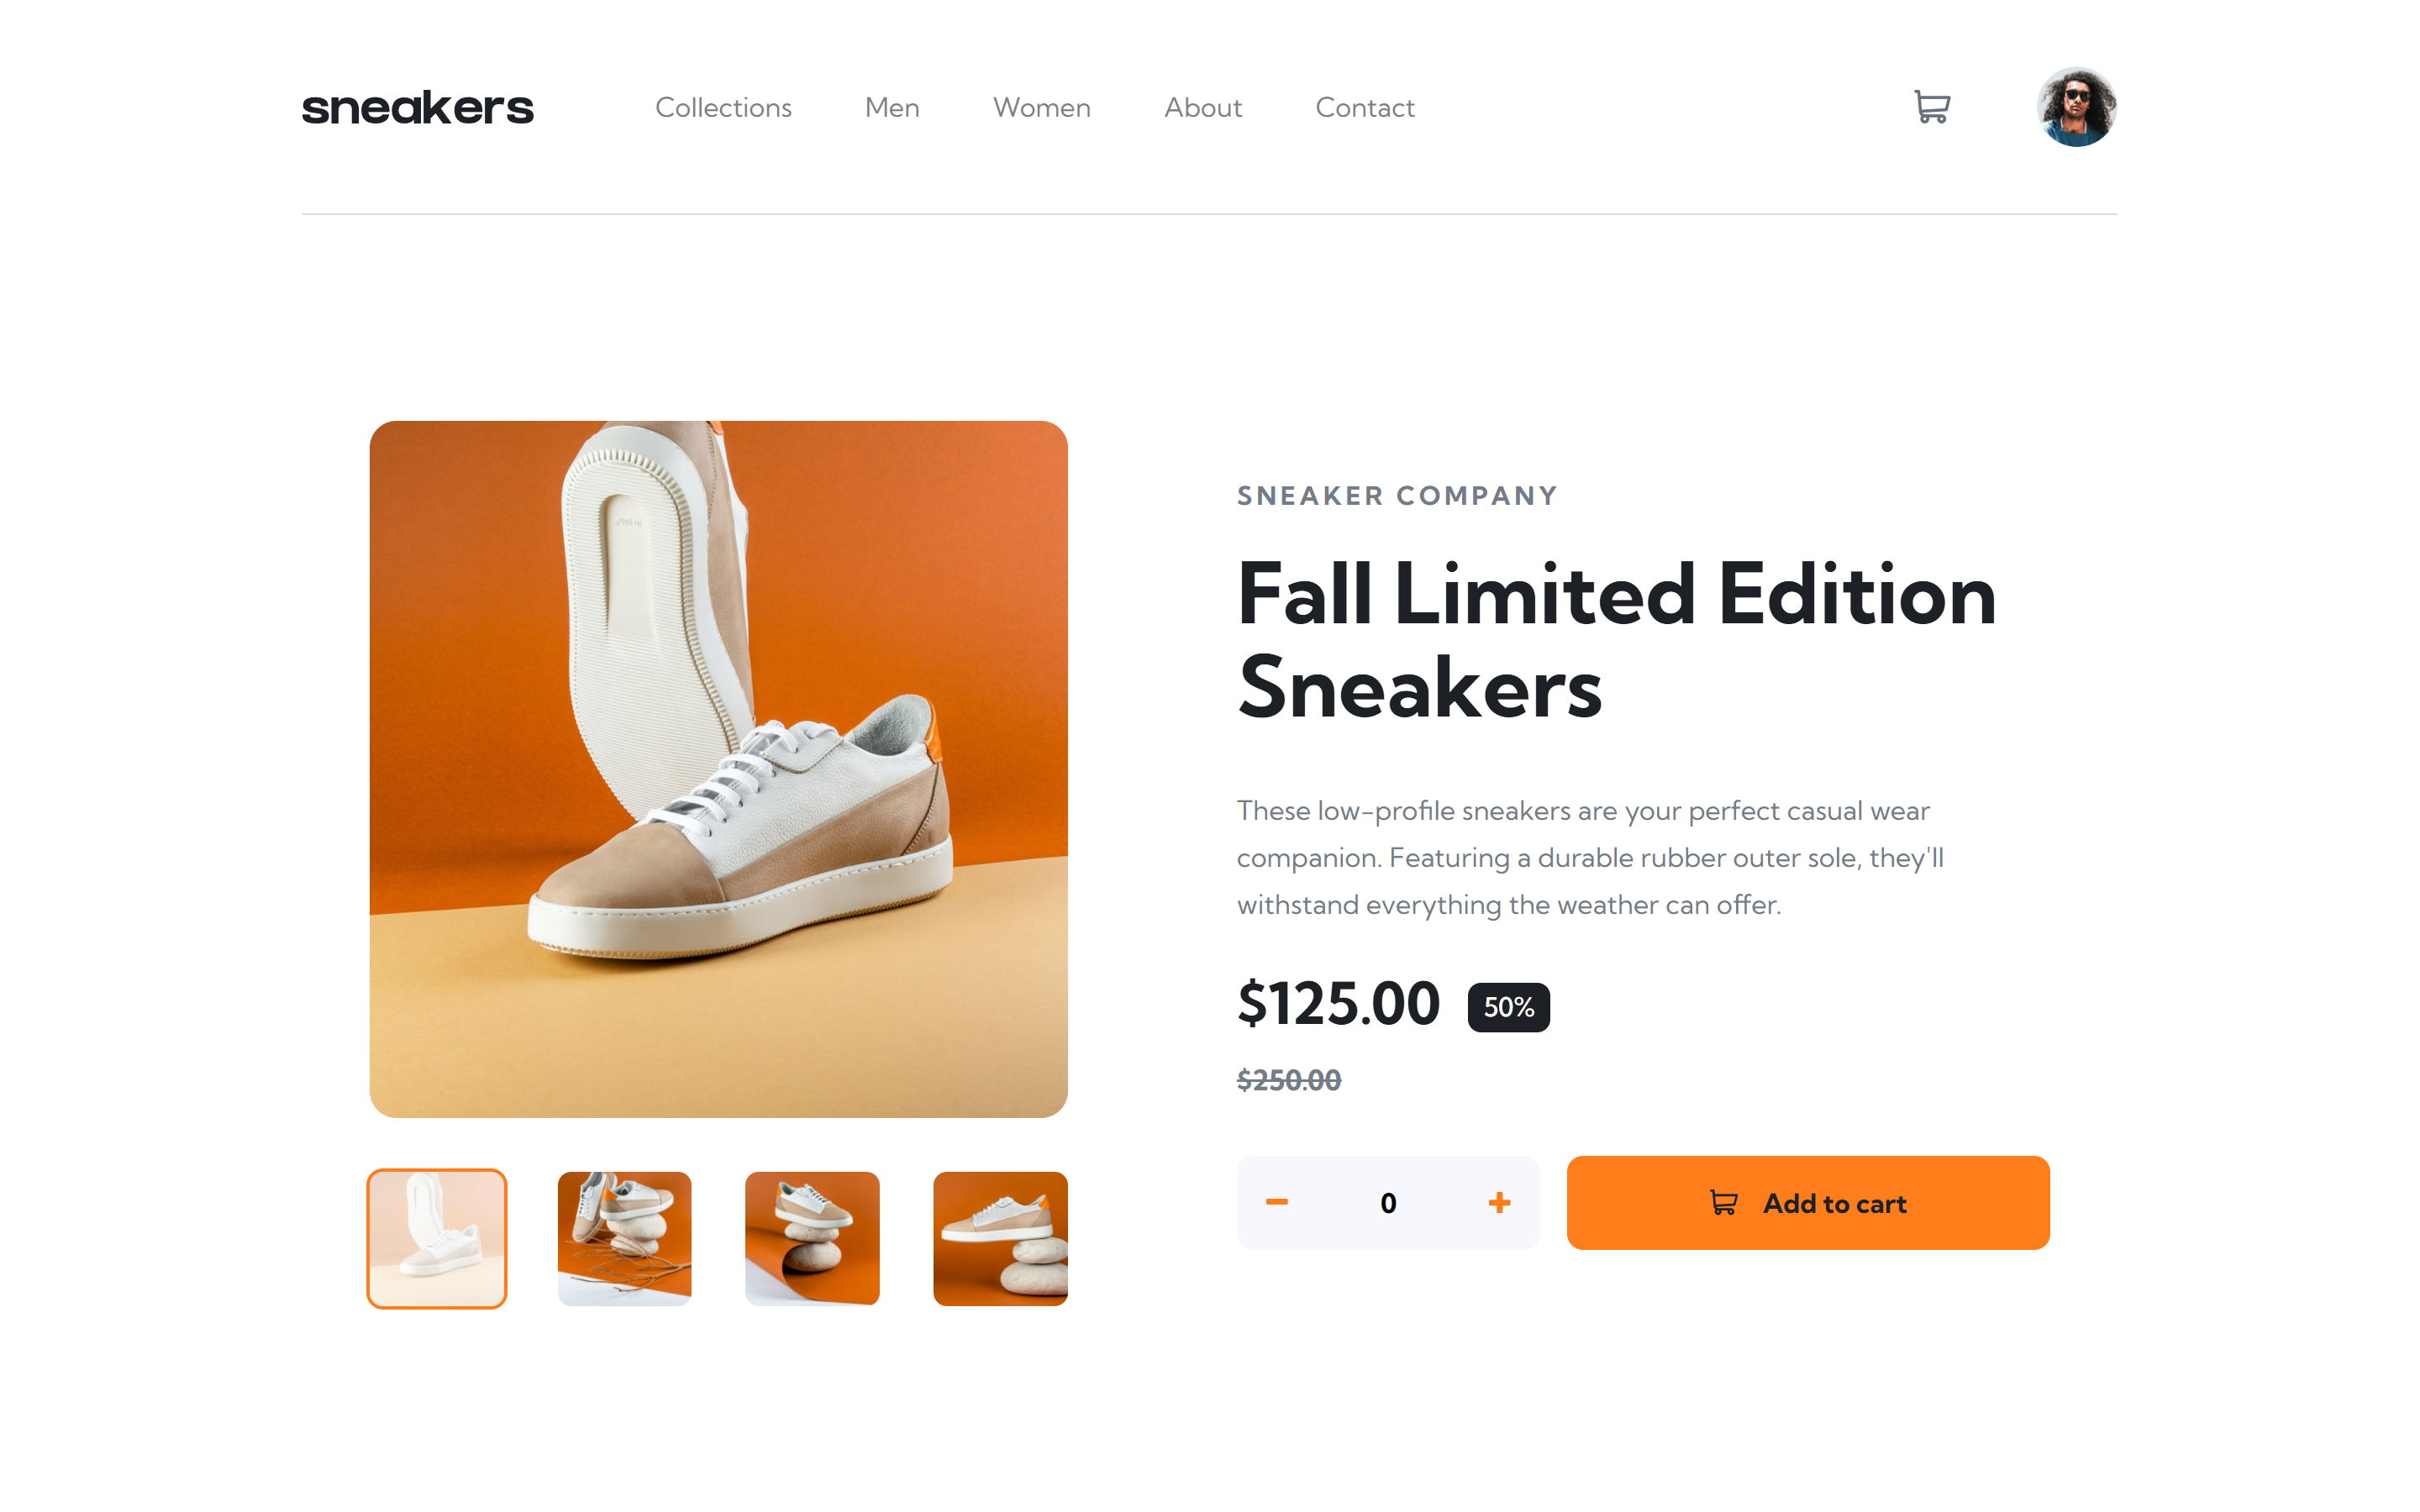 sneakers
Collections Men Women About Contact
SNEAKER COMPANY
Fall Limited Edition
Sneakers
These low-profile sneakers are your perfect casual wear
companion. Featuring a durable rubber outer sole, they'll
withstand everything the weather can offer.
$125.00 50%
$250.00
0 Add to cart